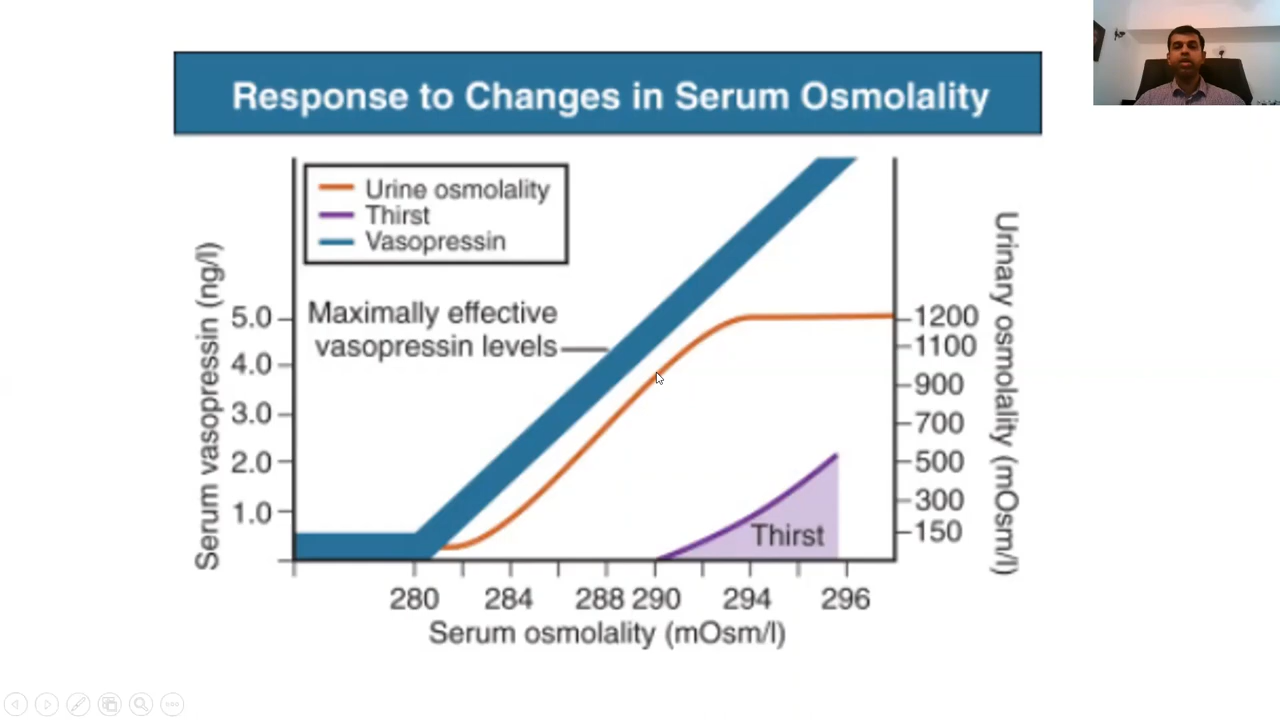 Response to Changes in Serum Osmolality
Urine osmolality
Thirst
Vasopressin
Maximally effective
vasopressin levels
Serum vasopressin (ng/l)
5.0
4.0
3.0
2.0
1.0
Thirst
1200
1100
900
700
500
300
150
Urinary osmolality (mOsm/l)
280 284 288 290 294 296
Serum osmolality (mOsm/l)